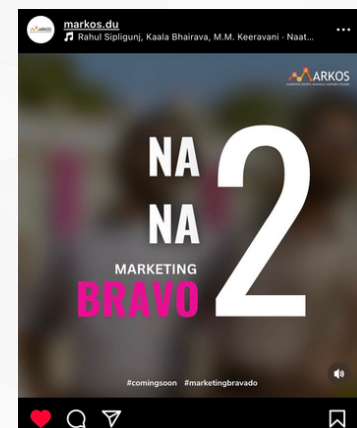 markos.du
Rahul Sipligunj, Kaala Bhairava, M.M. Keeravani · Naat...
MARKOS
NA
NA
2
MARKETING
BRAVO
#comingsoon #marketingbravado